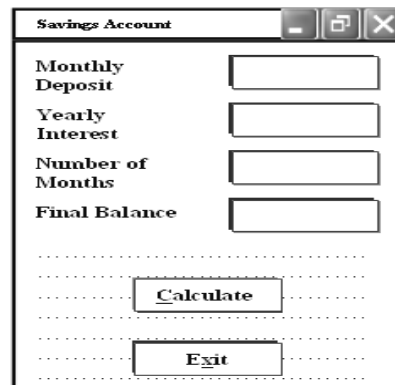 Savings Account
Monthly
Deposit
Yearly
Interest
Number of
Months
Final Balance
Calculate
Exit